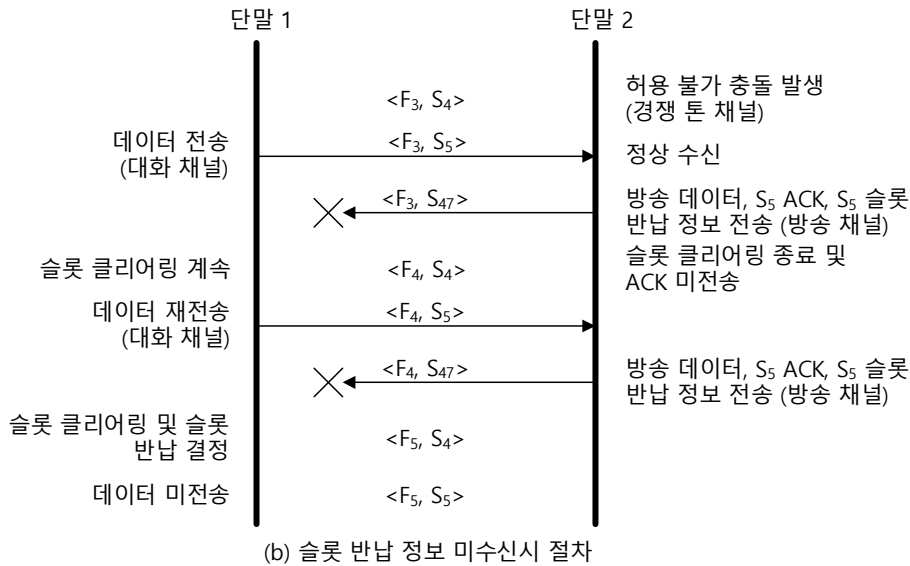 단말 1
단말 2
<F3, S4>
허용 불가 충돌 발생
(경쟁 톤 채널)
데이터 전송
(대화 채널)
<F3, S5>
정상 수신
<F3, S47>
방송 데이터, S5 ACK, S5 슬롯
반납 정보 전송 (방송 채널)
슬롯 클리어링 계속
<F4, S4>
슬롯 클리어링 종료 및
ACK 미전송
데이터 재전송
(대화 채널)
<F4, S5>
<F4, S47>
방송 데이터, S5 ACK, S5 슬롯
반납 정보 전송 (방송 채널)
슬롯 클리어링 및 슬롯
반납 결정
<F5, S4>
데이터 미전송
<F5, S5>
(b) 슬롯 반납 정보 미수신시 절차